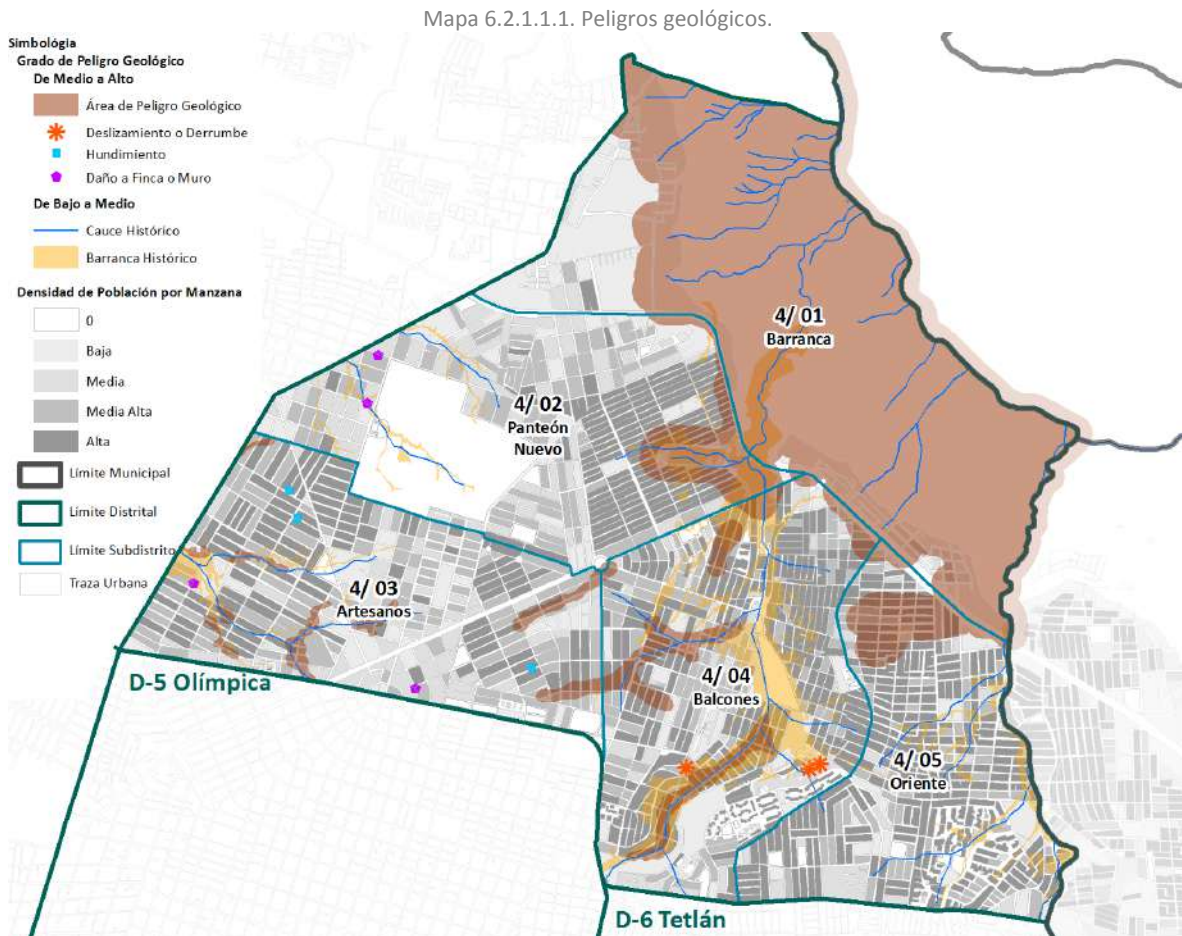 Mapa 6.2.1.1.1. Peligros geológicos.
Simbológia
Grado de Peligro Geológico
De Medio a Alto
Área de Peligro Geológico
Deslizamiento o Derrumbe
Hundimiento
Daño a Finca o Muro
De Bajo a Medio
Cauce Histórico
Barranca Histórico
Densidad de Población por Manzana
0
Baja
Media
Media Alta
Alta
Límite Municipal
Límite Distrital
Límite Subdistrito
Traza Urbana
4/ 01
Barranca
4/ 02
Panteón
Nuevo
4/ 03
Artesanos
4/ 04
Balcones
4/ 05
Oriente
D-5 Olímpica
D-6 Tetlán